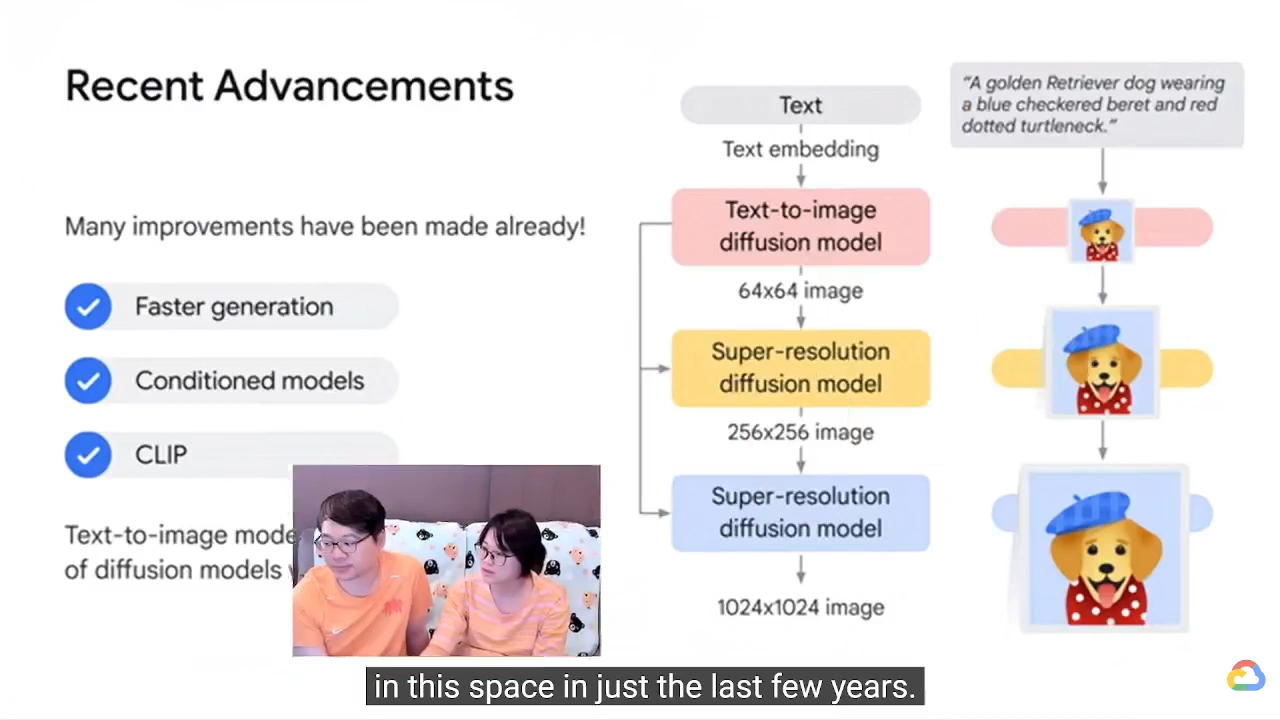 Recent Advancements
Many improvements have been made already!
Faster generation
Conditioned models
CLIP
Text-to-image
of diffusion models
Text
Text embedding
Text-to-image
diffusion model
64x64 image
Super-resolution
diffusion model
256x256 image
Super-resolution
diffusion model
1024x1024 image
“A golden Retriever dog wearing
a blue checkered beret and red
dotted turtleneck.”
in this space in just the last few years.